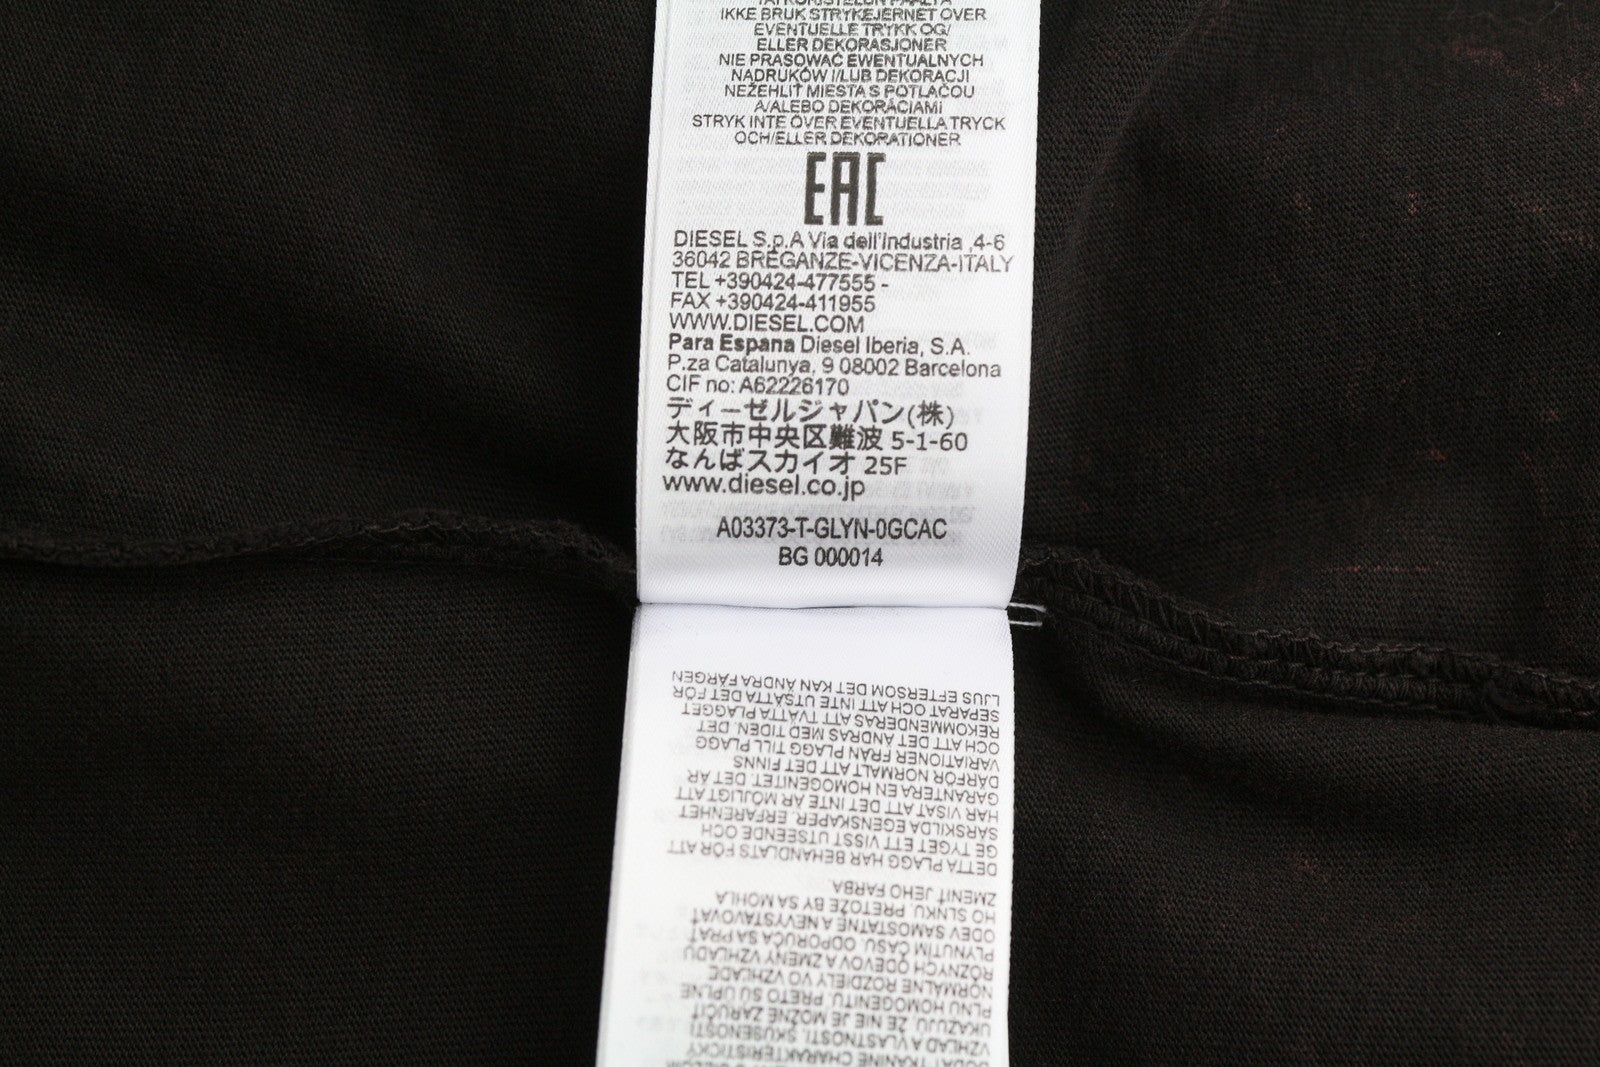 IKKE BRUK STRYKEJERNET OVER
EVENTUELLE TRYKK OG/
ELLER DEKORASJONER
NIE PRASOWAĆ EWENTUALNYCH
NADRUKÓW I/LUB DEKORACJI
NEŽEHLIŤ MIESTA S POTLAČOU
A/ALEBO DEKORÁCIAMI
STRYK INTE ÖVER EVENTUELLA TRYCK
OCH/ELLER DEKORATIONER
EAC
DIESEL S.p.A Via dell'Industria ,4-6
36042 BREGANZE-VICENZA-ITALY
TEL +390424-477555 -
FAX +390424-411955
WWW.DIESEL.COM
Para Espana Diesel Iberia, S.A.
P.za Catalunya, 9 08002 Barcelona
CIF no: A62226170
ディーゼルジャパン(株)
大阪市中央区難波 5-1-60
なんばスカイオ 25F
www.diesel.co.jp
A03373-T-GLYN-0GCAC
BG 000014
VZHĽAD A VLASTNOSTI. SKÚSENOSTI
UKAZUJÚ, ŽE NIE JE MOŽNÉ ZARUČIŤ
PLNÚ HOMOGENITU, PRETO SÚ ÚPLNE
NORMÁLNE ROZDIELY VO VZHĽADE
RÔZNYCH ODEVOV A ZMENY VZHĽADU
PLYNUTÍM ČASU. ODPORÚČA SA PRAŤ
ODEV SAMOSTATNE A NEVYSTAVOVAŤ
HO SLNKU, PRETOŽE BY SA MOHLA
ZMENIŤ JEHO FARBA.
DETTA PLAGG HAR BEHANDLATS FÖR ATT
GE TYGET ETT VISST UTSEENDE OCH
SÄRSKILDA EGENSKAPER. ERFARENHET
HAR VISAT ATT DET INTE ÄR MÖJLIGT ATT
GARANTERA EN HOMOGENITET. DET ÄR
DÄRFÖR NORMALT ATT DET FINNS
VARIATIONER FRÅN PLAGG TILL PLAGG
OCH ATT DET ÄNDRAS MED TIDEN. DET
REKOMMENDERAS ATT TVÄTTA PLAGGET
SEPARAT OCH ATT INTE UTSÄTTA DET FÖR
LJUS EFTERSOM DET KAN ÄNDRA FÄRGEN